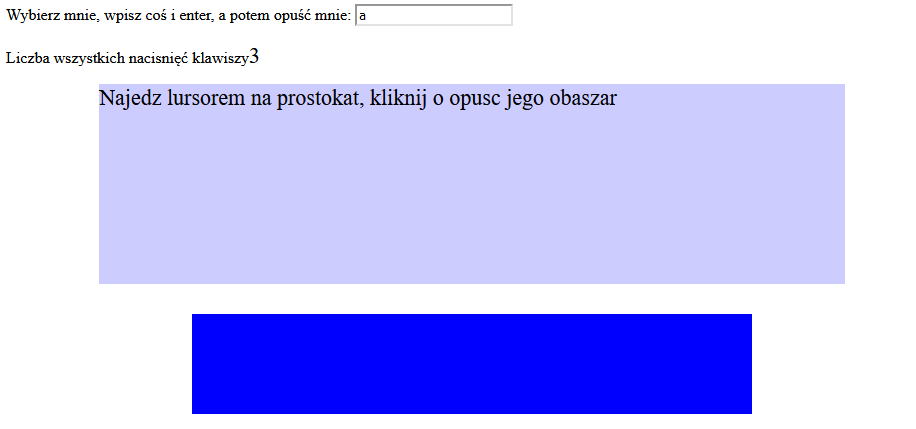 Wybierz mnie, wpisz coś i enter, a potem opuść mnie: a
Liczba wszystkich nacisnięć klawiszy3
Najedz lursorem na prostokat, kliknij o opusc jego obaszar